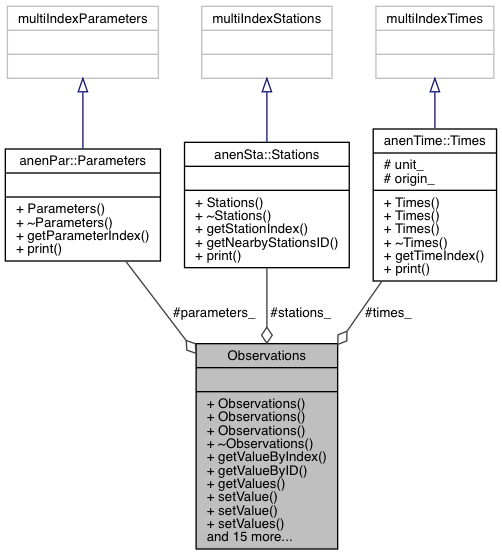 multiIndexParameters
multiIndexStations
multiIndexTimes
anenPar::Parameters
+ Parameters()
+ ~Parameters()
+ getParameterIndex()
+ print()
anenSta::Stations
+ Stations()
+ ~Stations()
+ getStationIndex()
+ getNearbyStationsID()
+ print()
anenTime::Times
# unit_
# origin_
+ Times()
+ Times()
+ Times()
+ ~Times()
+ getTimeIndex()
+ print()
#parameters_
#stations_
#times_
Observations
+ Observations()
+ Observations()
+ Observations()
+ ~Observations()
+ getValueByIndex()
+ getValueByID()
+ getValues()
+ setValue()
+ setValue()
+ setValues()
and 15 more...